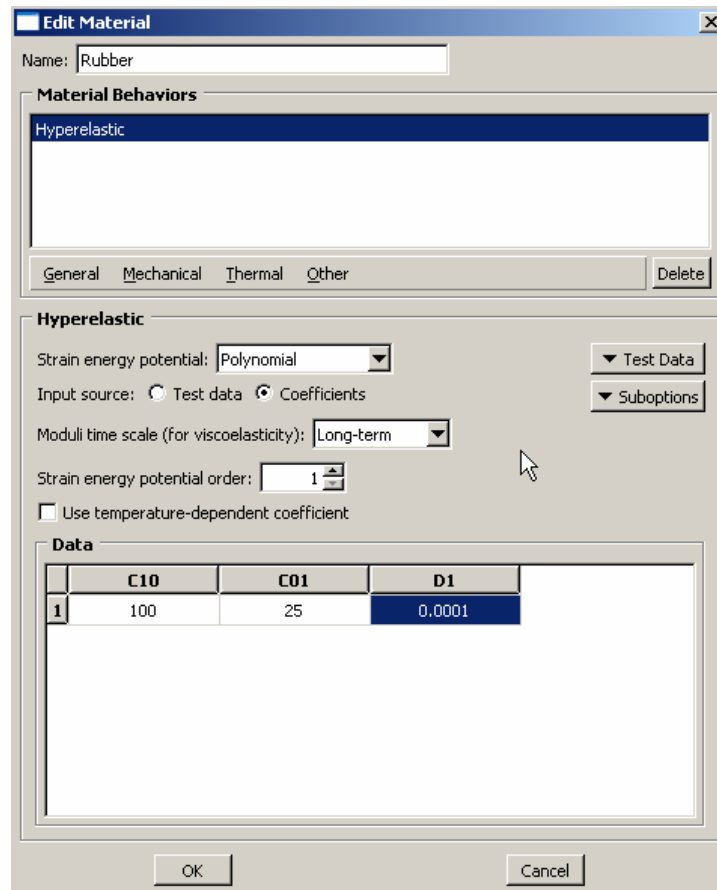 Edit Material
Name: Rubber
Material Behaviors
Hyperelastic
General Mechanical Thermal Other Delete
Hyperelastic
Strain energy potential: Polynomial Test Data
Input source: Test data Coefficients Suboptions
Moduli time scale (for viscoelasticity): Long-term
Strain energy potential order: 1
Use temperature-dependent coefficient
Data
C10 C01 D1
1 100 25 0.0001
OK Cancel